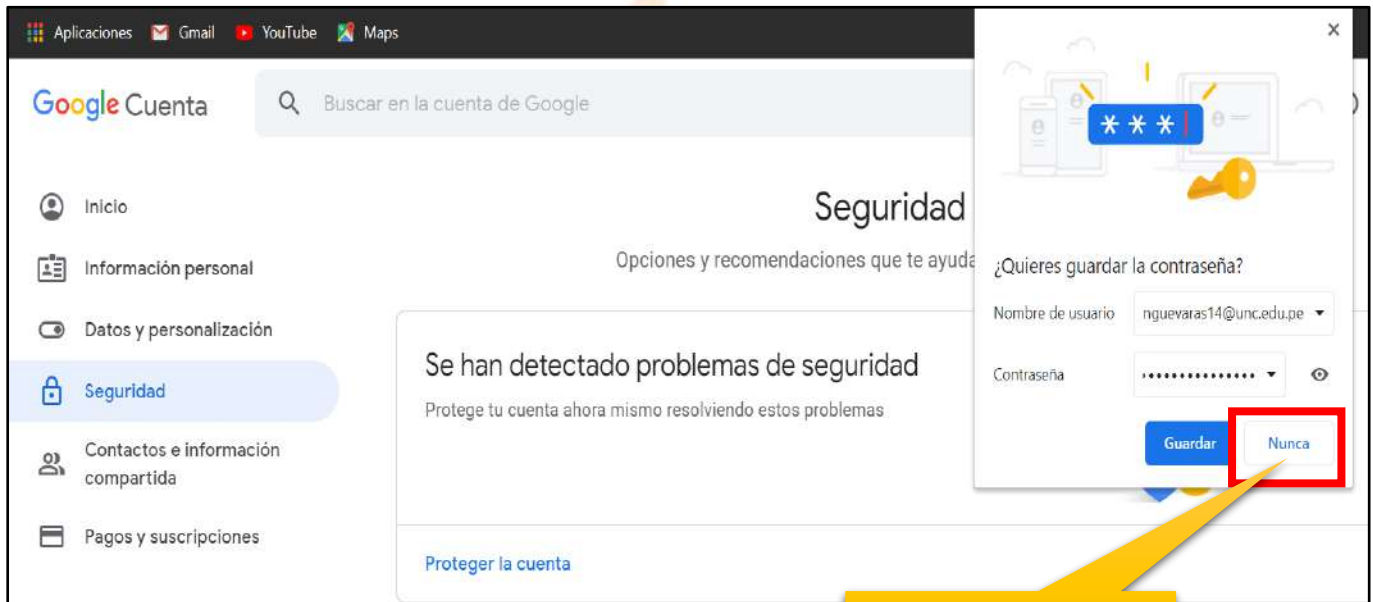 Aplicaciones Gmail YouTube Maps
Google Cuenta
Buscar en la cuenta de Google
Inicio
Información personal
Datos y personalización
Seguridad
Contactos e información
compartida
Pagos y suscripciones
Seguridad
Opciones y recomendaciones que te ayuda
Se han detectado problemas de seguridad
Protege tu cuenta ahora mismo resolviendo estos problemas
Proteger la cuenta
* * *
¿Quieres guardar la contraseña?
Nombre de usuario nguevaras14@unc.edu.pe
Contraseña ••••••••••••••••
Guardar Nunca